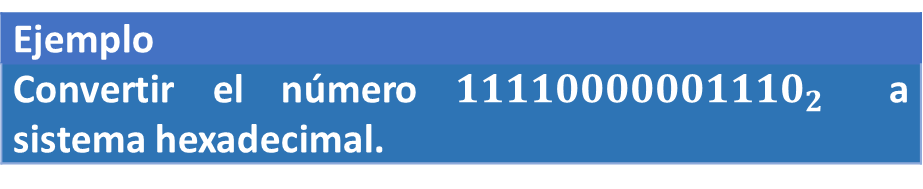 Ejemplo
Convertir el número 11110000001110₂ a
sistema hexadecimal.